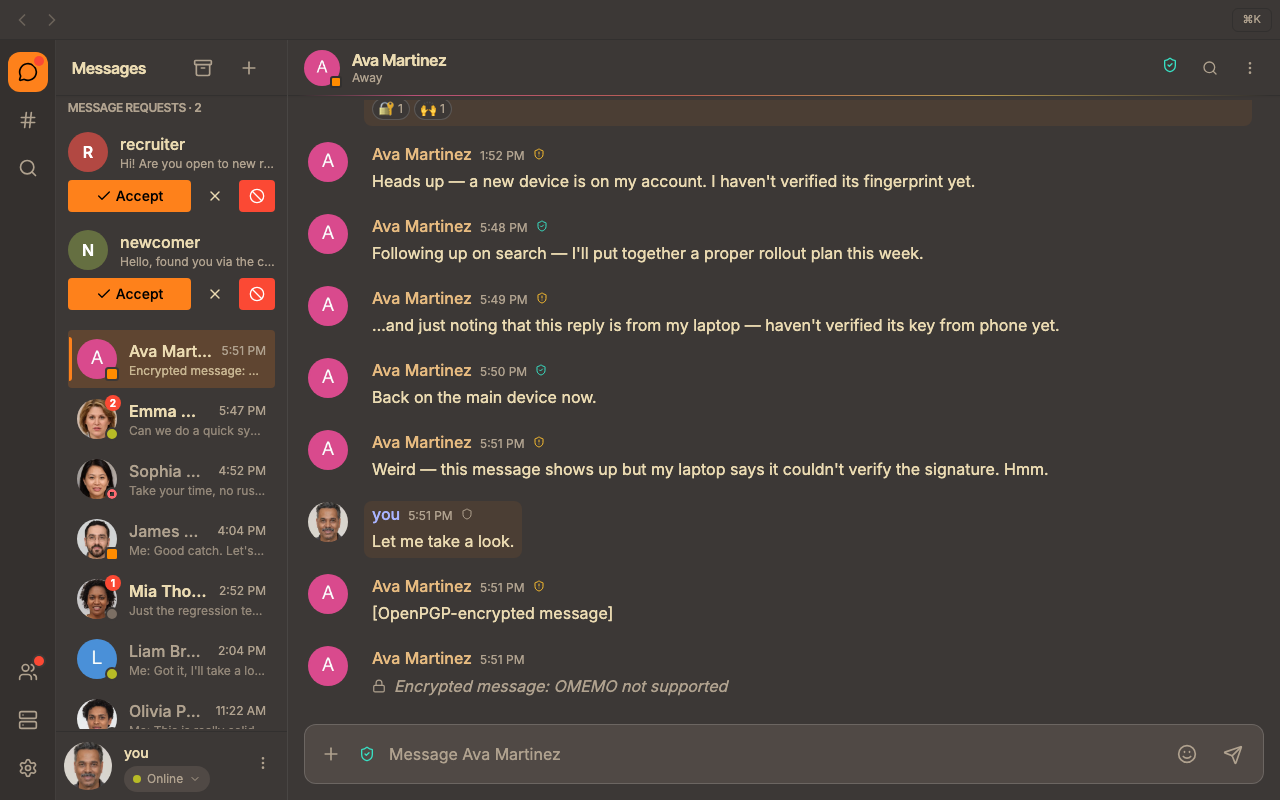 ⌘K
Messages
MESSAGE REQUESTS · 2
R
recruiter
Hi! Are you open to new r...
Accept
N
newcomer
Hello, found you via the c...
Accept
A
Ava Mart... 5:51 PM
Encrypted message: ...
2
Emma ... 5:47 PM
Can we do a quick sy...
Sophia ... 4:52 PM
Take your time, no rus...
James ... 4:04 PM
Me: Good catch. Let's...
1
Mia Tho... 2:52 PM
Just the regression te...
L
Liam Br... 2:04 PM
Me: Got it, I'll take a lo...
Olivia P... 11:22 AM
you
Online
A
Ava Martinez
Away
1 1
A
Ava Martinez 1:52 PM
Heads up — a new device is on my account. I haven't verified its fingerprint yet.
A
Ava Martinez 5:48 PM
Following up on search — I'll put together a proper rollout plan this week.
A
Ava Martinez 5:49 PM
...and just noting that this reply is from my laptop — haven't verified its key from phone yet.
A
Ava Martinez 5:50 PM
Back on the main device now.
A
Ava Martinez 5:51 PM
Weird — this message shows up but my laptop says it couldn't verify the signature. Hmm.
you 5:51 PM
Let me take a look.
A
Ava Martinez 5:51 PM
[OpenPGP-encrypted message]
A
Ava Martinez 5:51 PM
Encrypted message: OMEMO not supported
Message Ava Martinez